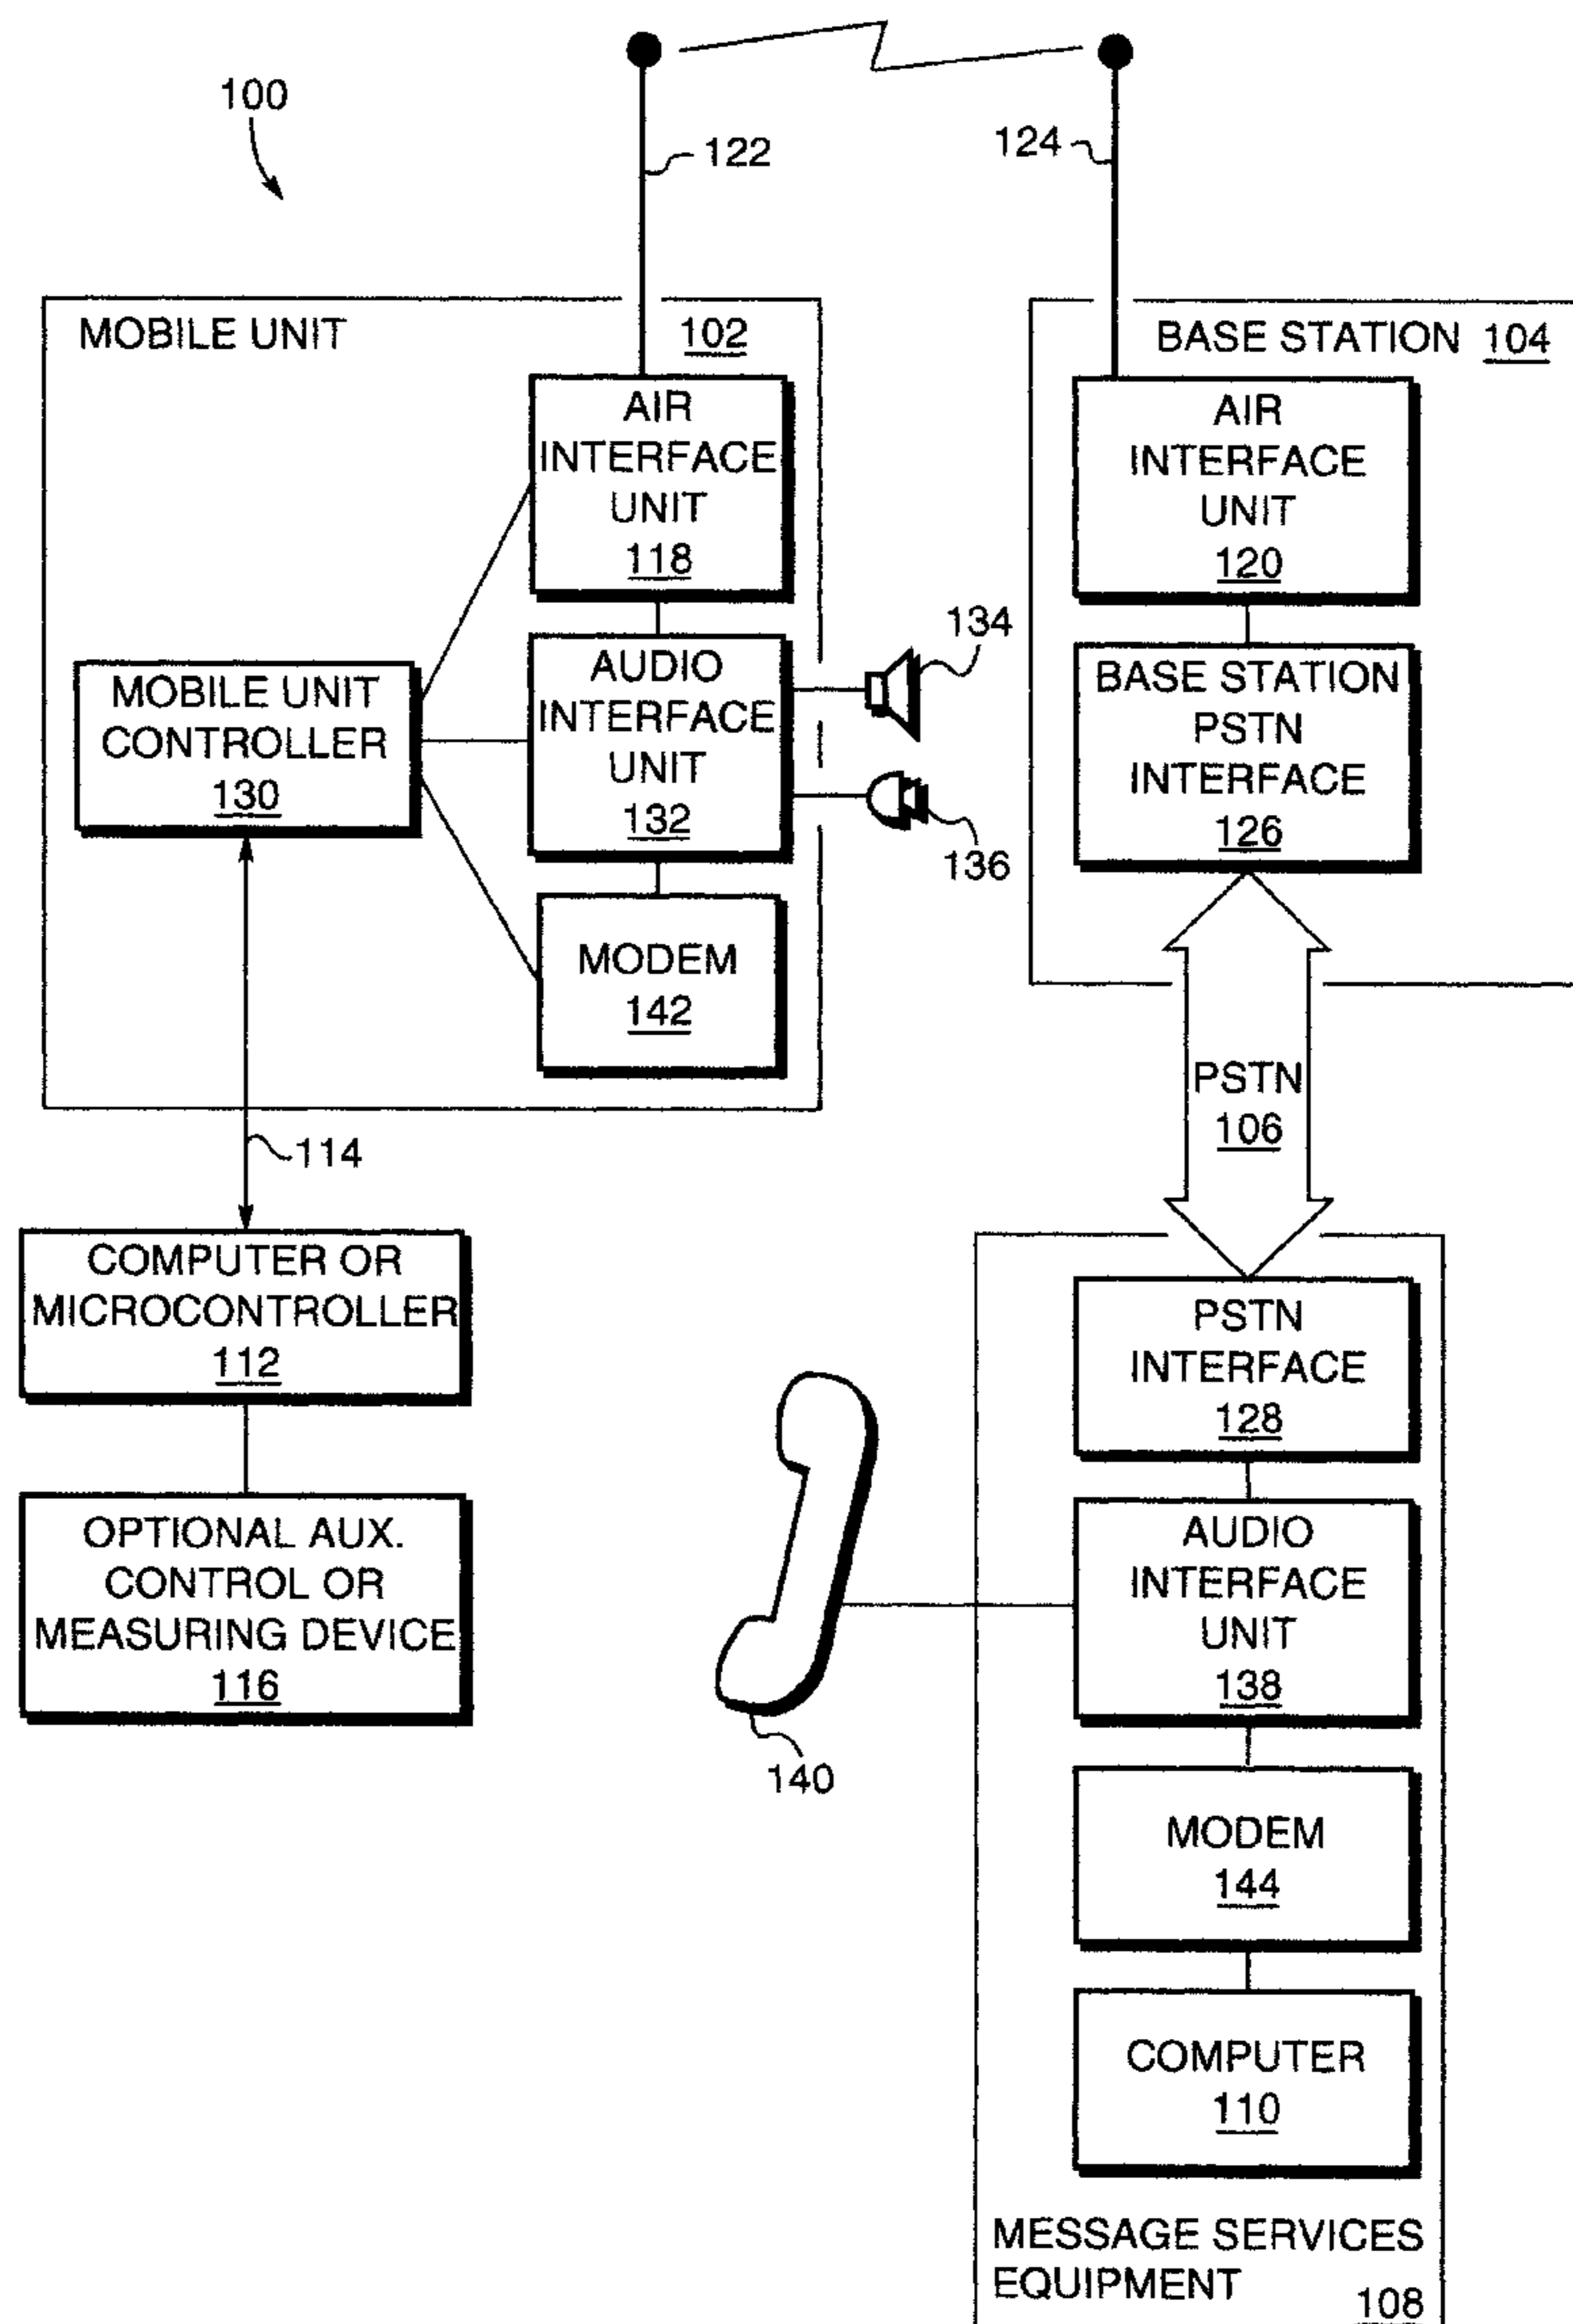 100
122
124
MOBILE UNIT
102
BASE STATION 104
AIR
INTERFACE
UNIT
118
AIR
INTERFACE
UNIT
120
MOBILE UNIT
CONTROLLER
130
AUDIO
INTERFACE
UNIT
132
134
136
BASE STATION
PSTN
INTERFACE
126
MODEM
142
PSTN
106
114
COMPUTER OR
MICROCONTROLLER
112
OPTIONAL AUX.
CONTROL OR
MEASURING DEVICE
116
140
PSTN
INTERFACE
128
AUDIO
INTERFACE
UNIT
138
MODEM
144
COMPUTER
110
MESSAGE SERVICES
EQUIPMENT
108